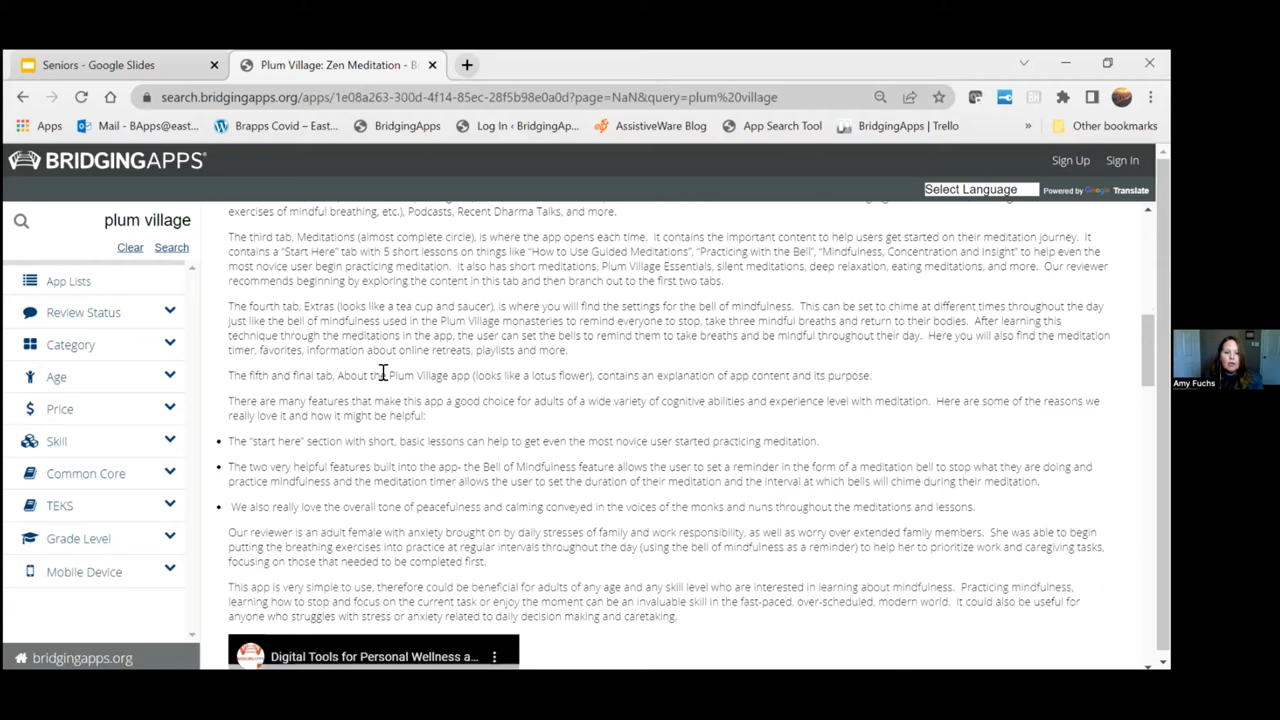 Seniors - Google Slides
Plum Village: Zen Meditation - B
search.bridgingapps.org/apps/1e08a263-300d-4f14-85ec-28f5b98e0a0d?page=NaN&query=plum%20village
Apps
Mail - BApps@east...
Brapps Covid – East...
BridgingApps
Log In ‹ BridgingAp...
AssistiveWare Blog
App Search Tool
BridgingApps | Trello
»
Other bookmarks
BRIDGINGAPPS®
Sign Up
Sign In
Select Language
Powered by Google Translate
plum village
Clear
Search
App Lists
Review Status
Category
Age
Price
Skill
Common Core
TEKS
Grade Level
Mobile Device
bridgingapps.org
exercises of mindful breathing, etc.), Podcasts, Recent Dharma Talks, and more.
The third tab, Meditations (almost complete circle), is where the app opens each time. It contains the important content to help users get started on their meditation journey. It
contains a “Start Here” tab with 5 short lessons on things like “How to Use Guided Meditations”, “Practicing with the Bell”, “Mindfulness, Concentration and Insight” to help even the
most novice user begin practicing meditation. It also has short meditations, Plum Village Essentials, silent meditations, deep relaxation, eating meditations, and more. Our reviewer
recommends beginning by exploring the content in this tab and then branch out to the first two tabs.
The fourth tab, Extras (looks like a tea cup and saucer), is where you will find the settings for the bell of mindfulness. This can be set to chime at different times throughout the day
just like the bell of mindfulness used in the Plum Village monasteries to remind everyone to stop, take three mindful breaths and return to their bodies. After learning this
technique through the meditations in the app, the user can set the bells to remind them to take breaths and be mindful throughout their day. Here you will also find the meditation
timer, favorites, information about online retreats, playlists and more.
The fifth and final tab, About the Plum Village app (looks like a lotus flower), contains an explanation of app content and its purpose.
There are many features that make this app a good choice for adults of a wide variety of cognitive abilities and experience level with meditation. Here are some of the reasons we
really love it and how it might be helpful:
• The “start here” section with short, basic lessons can help to get even the most novice user started practicing meditation.
• The two very helpful features built into the app- the Bell of Mindfulness feature allows the user to set a reminder in the form of a meditation bell to stop what they are doing and
practice mindfulness and the meditation timer allows the user to set the duration of their meditation and the interval at which bells will chime during their meditation.
• We also really love the overall tone of peacefulness and calming conveyed in the voices of the monks and nuns throughout the meditations and lessons.
Our reviewer is an adult female with anxiety brought on by daily stresses of family and work responsibility, as well as worry over extended family members. She was able to begin
putting the breathing exercises into practice at regular intervals throughout the day (using the bell of mindfulness as a reminder) to help her to prioritize work and caregiving tasks,
focusing on those that needed to be completed first.
This app is very simple to use, therefore could be beneficial for adults of any age and any skill level who are interested in learning about mindfulness. Practicing mindfulness,
learning how to stop and focus on the current task or enjoy the moment can be an invaluable skill in the fast-paced, over-scheduled, modern world. It could also be useful for
anyone who struggles with stress or anxiety related to daily decision making and caretaking.
Digital Tools for Personal Wellness a...
Amy Fuchs